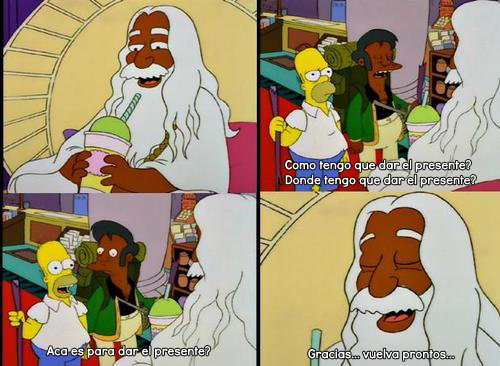 Como tengo que dar el presente?
Donde tengo que dar el presente?
Aca es para dar el presente?
Gracias... vuelva prontos...